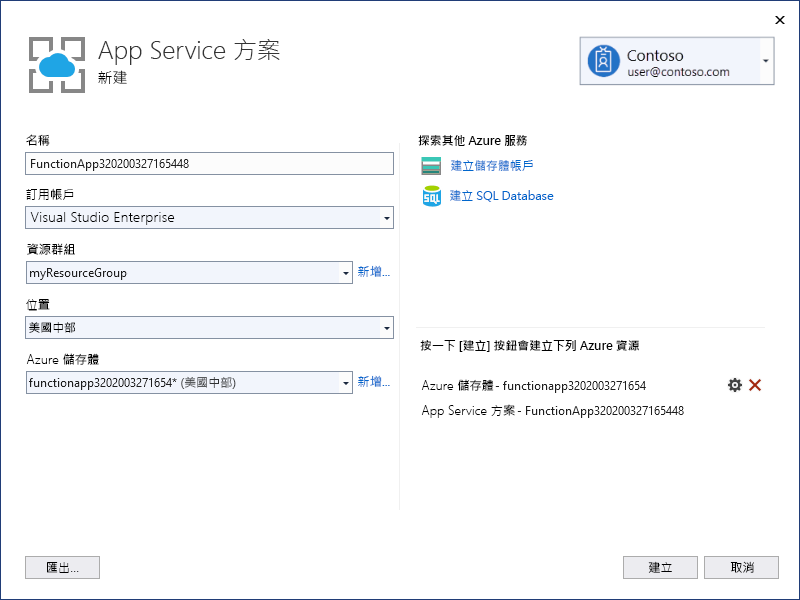 App Service 方案
新建
Contoso
user@contoso.com
名稱
FunctionApp320200327165448
訂用帳戶
Visual Studio Enterprise
資源群組
myResourceGroup
新增...
位置
美國中部
Azure 儲存體
functionapp3202003271654* (美國中部)
新增...
探索其他 Azure 服務
建立儲存體帳戶
建立 SQL Database
按一下 [建立] 按鈕會建立下列 Azure 資源
Azure 儲存體 - functionapp3202003271654
App Service 方案 - FunctionApp320200327165448
匯出...
建立
取消